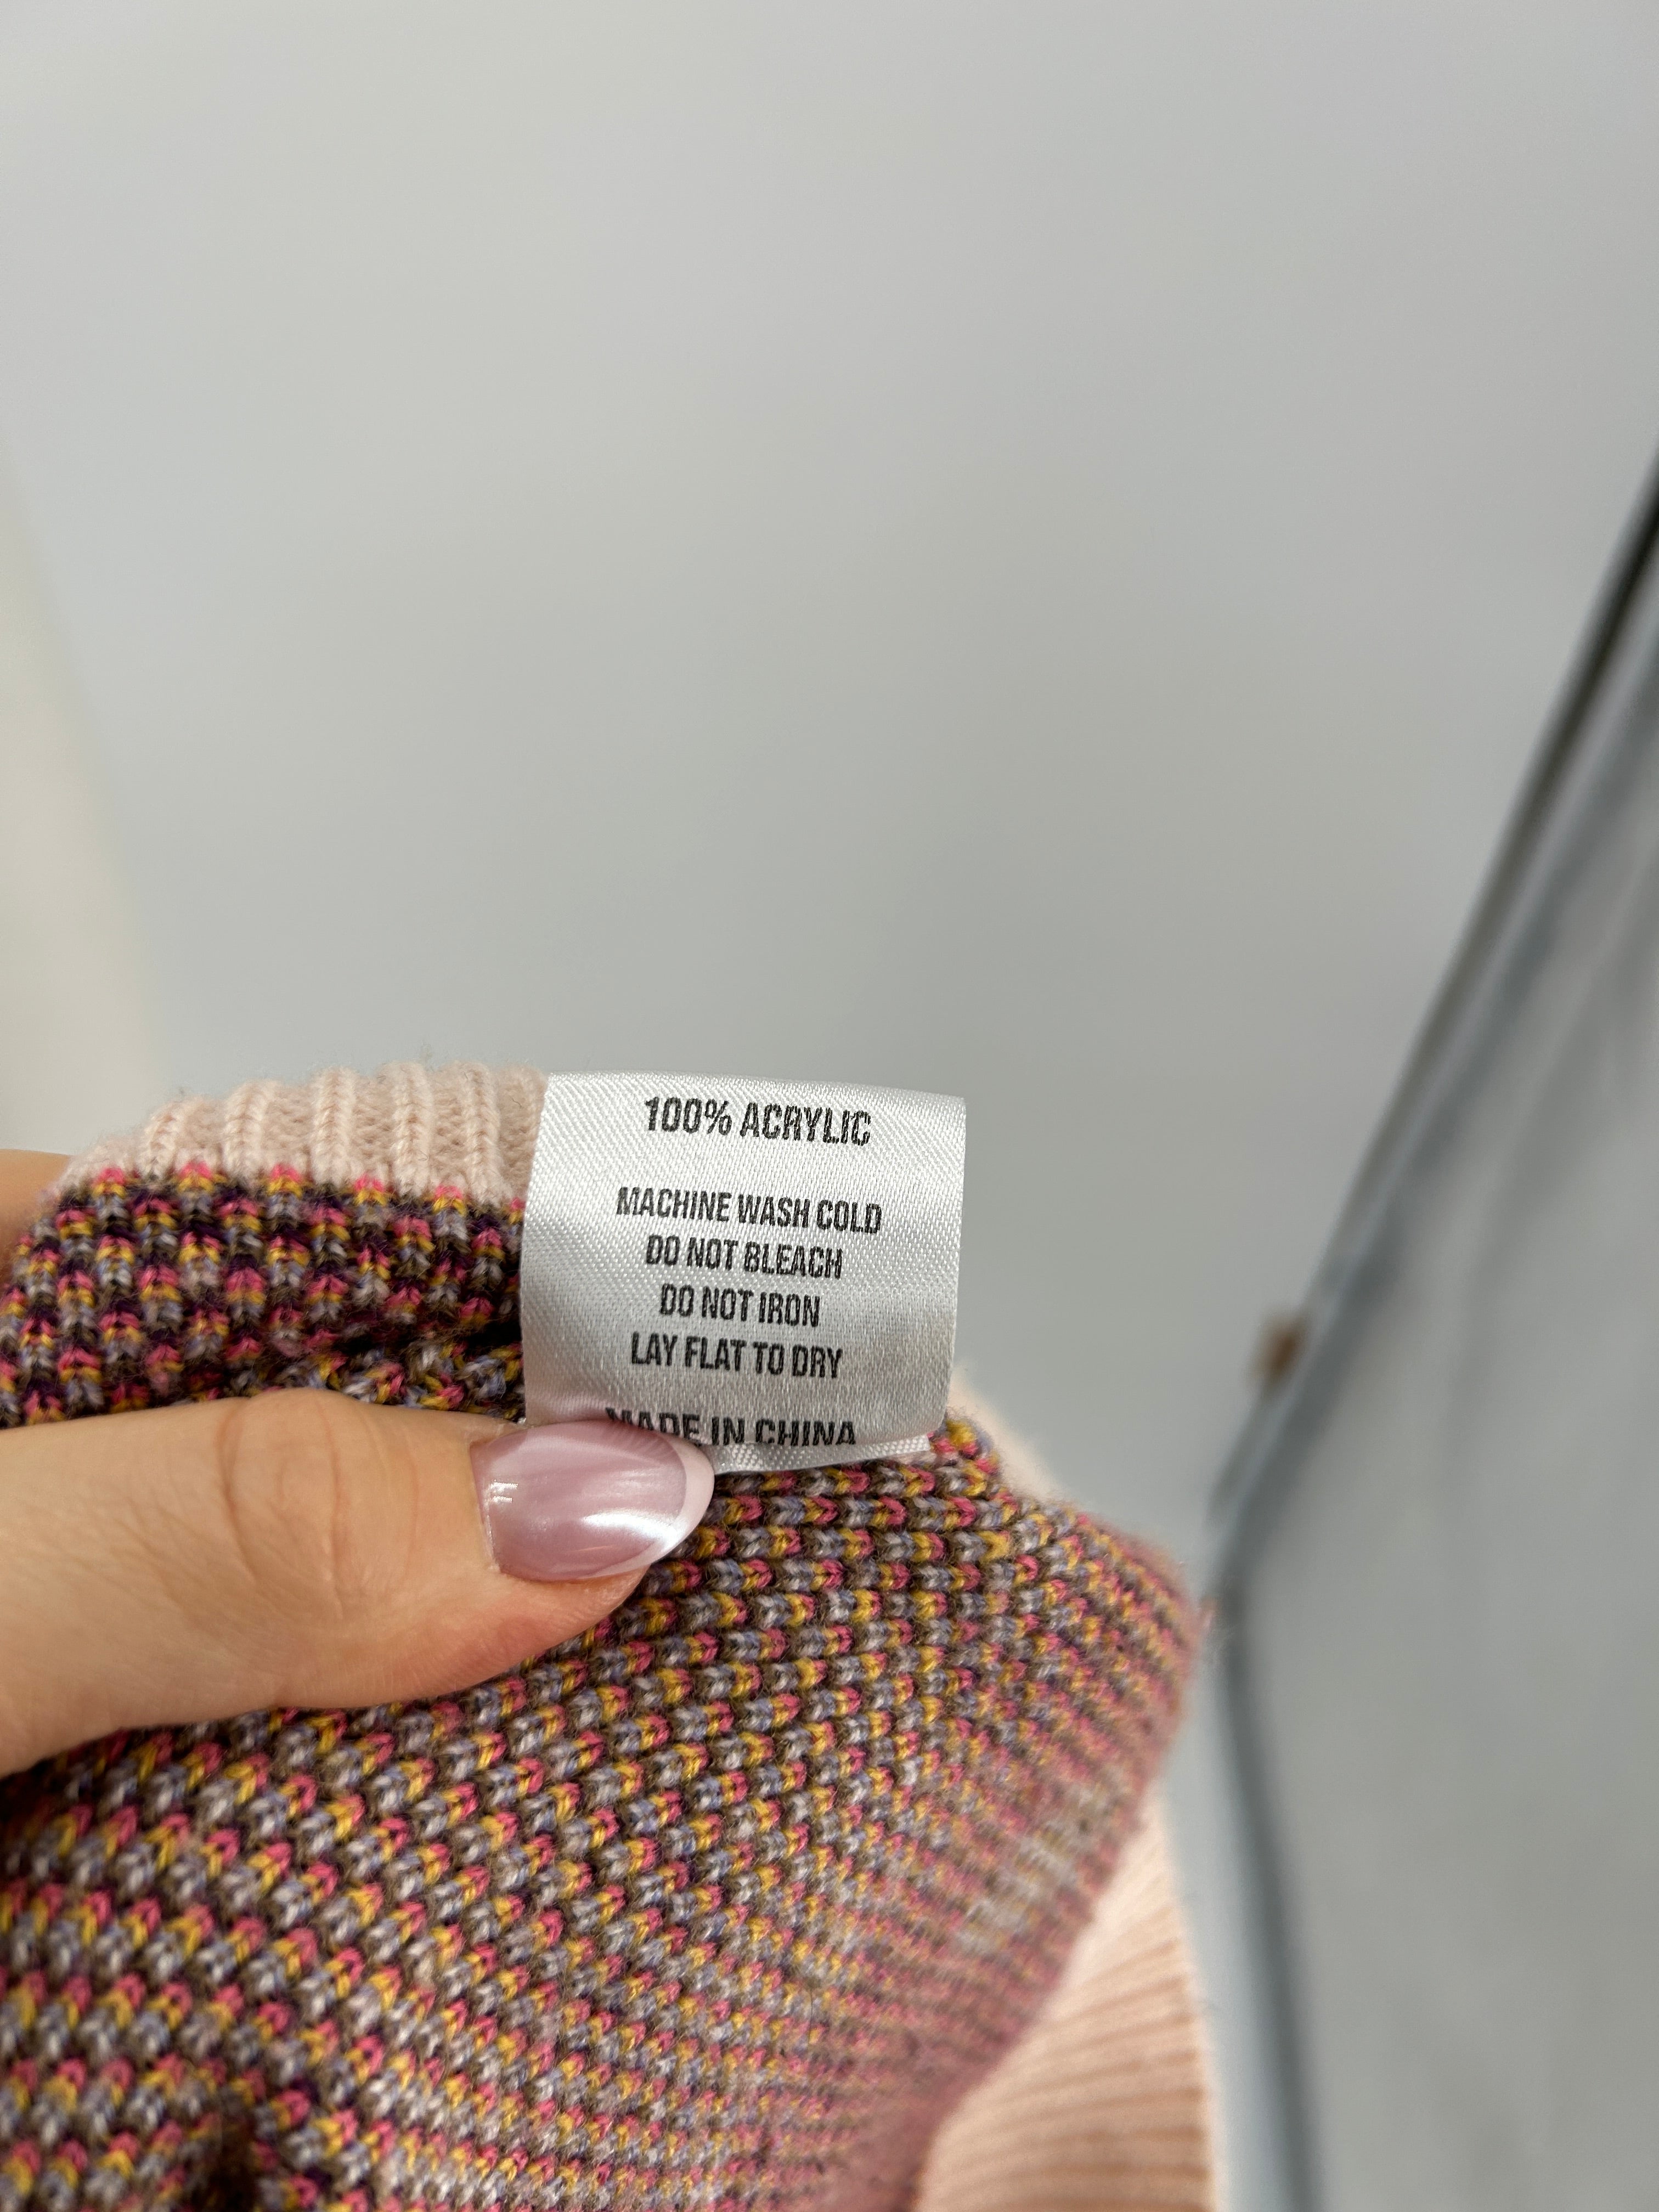 100% ACRYLIC
MACHINE WASH COLD
DO NOT BLEACH
DO NOT IRON
LAY FLAT TO DRY
MADE IN CHINA